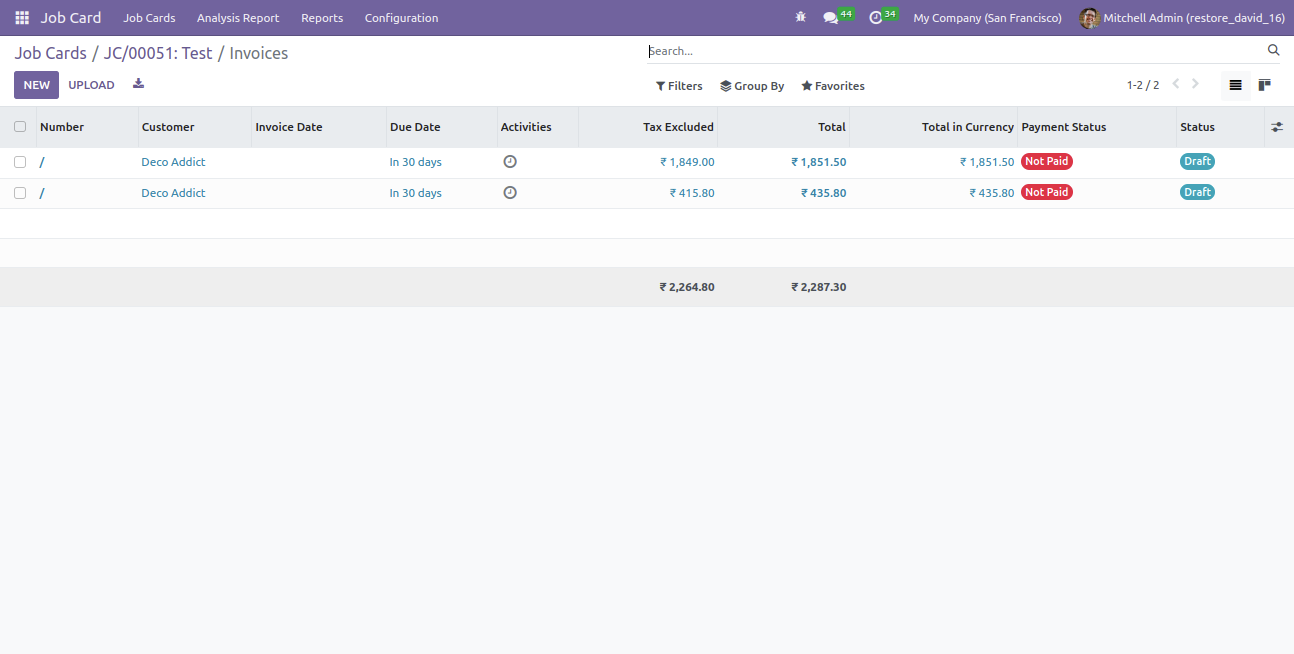 Job Card Job Cards Analysis Report Reports Configuration 44 34 My Company (San Francisco) Mitchell Admin (restore_david_16)
Job Cards / JC/00051: Test / Invoices Search...
NEW UPLOAD Filters Group By Favorites 1-2 / 2
Number Customer Invoice Date Due Date Activities Tax Excluded Total Total in Currency Payment Status Status
/ Deco Addict In 30 days ₹ 1,849.00 ₹ 1,851.50 ₹ 1,851.50 Not Paid Draft
/ Deco Addict In 30 days ₹ 415.80 ₹ 435.80 ₹ 435.80 Not Paid Draft
₹ 2,264.80 ₹ 2,287.30